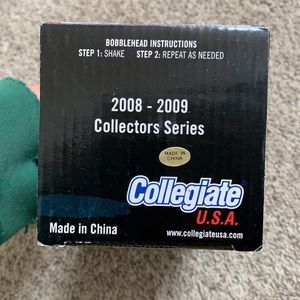 BOBBLEHEAD INSTRUCTIONS
STEP 1: SHAKE STEP 2: REPEAT AS NEEDED
2008 - 2009
Collectors Series
MADE IN
CHINA
Collegiate
U.S.A.
Made in China
www.collegiateusa.com